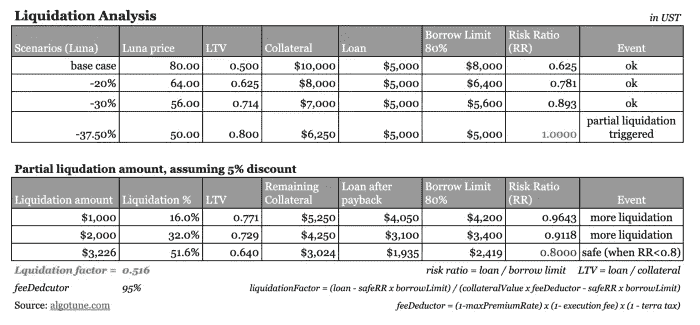 Liquidation Analysis
in UST
Scenarios (Luna) Luna price LTV Collateral Loan Borrow Limit 80% Risk Ratio (RR) Event
base case 80.00 0.500 $10,000 $5,000 $8,000 0.625 ok
-20% 64.00 0.625 $8,000 $5,000 $6,400 0.781 ok
-30% 56.00 0.714 $7,000 $5,000 $5,600 0.893 ok
-37.50% 50.00 0.800 $6,250 $5,000 $5,000 1.0000 partial liquidation triggered
Partial liqudation amount, assuming 5% discount
Liquidation amount Liquidation % LTV Remaining Collateral Loan after payback Borrow Limit 80% Risk Ratio (RR) Event
$1,000 16.0% 0.771 $5,250 $4,050 $4,200 0.9643 more liquidation
$2,000 32.0% 0.729 $4,250 $3,100 $3,400 0.9118 more liquidation
$3,226 51.6% 0.640 $3,024 $1,935 $2,419 0.8000 safe (when RR<0.8)
Lquidation factor = 0.516 risk ratio = loan / borrow limit LTV = loan / collateral
feeDedcutor 95% liquidationFactor = (loan - safeRR x borrowLimit) / (collateralValue x feeDeductor - safeRR x borrowLimit)
Source: algotune.com feeDeductor = (1-maxPremiumRate) x (1- execution fee) x (1 - terra tax)